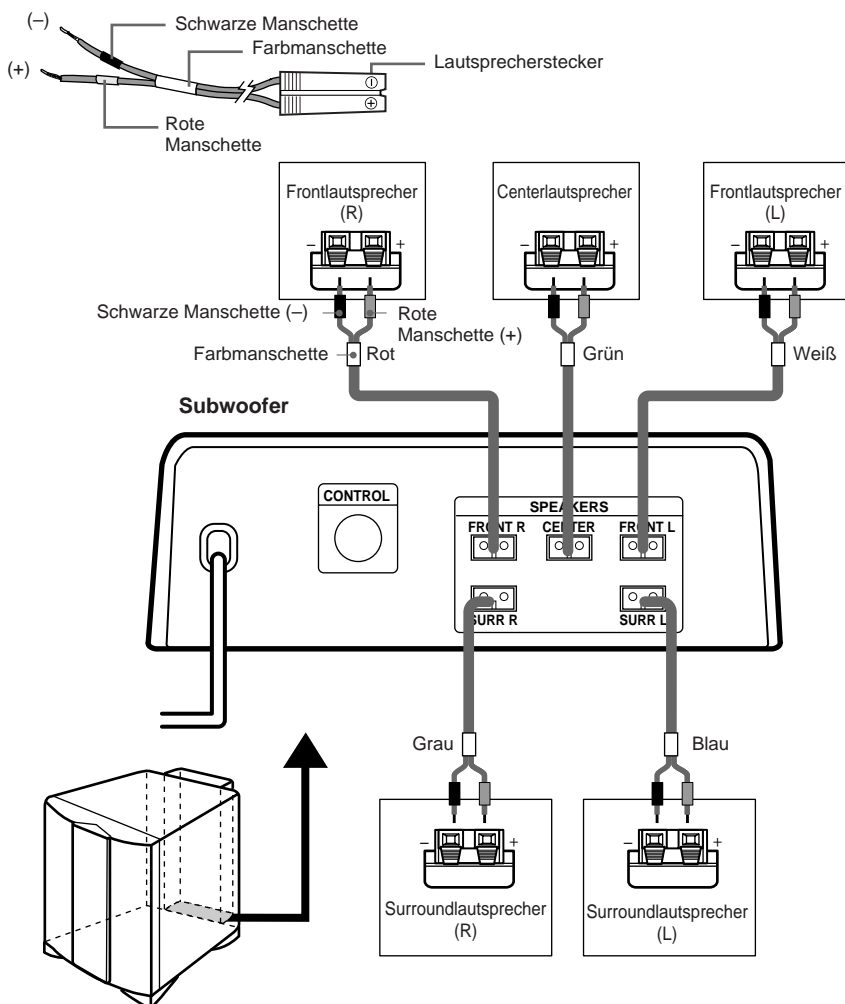 (–)
Schwarze Manschette
Farbmanschette
Lautsprecherstecker
(+)
Rote
Manschette
Frontlautsprecher
(R)
– +
Centerlautsprecher
– +
Frontlautsprecher
(L)
– +
Schwarze Manschette (–)
Rote
Manschette (+)
Farbmanschette
Rot
Grün
Weiß
Subwoofer
CONTROL
SPEAKERS
FRONT R
CENTER
FRONT L
SURR R
SURR L
Grau
Blau
– +
Surroundlautsprecher
(R)
– +
Surroundlautsprecher
(L)